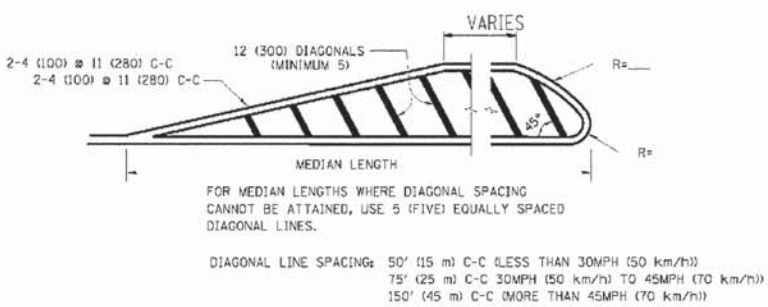 VARIES
2-4 (100) @ 11 (280) C-C
2-4 (100) @ 11 (280) C-C
12 (300) DIAGONALS
(MINIMUM 5)
R=___
45°
R=
MEDIAN LENGTH
FOR MEDIAN LENGTHS WHERE DIAGONAL SPACING
CANNOT BE ATTAINED, USE 5 (FIVE) EQUALLY SPACED
DIAGONAL LINES.
DIAGONAL LINE SPACING: 50' (15 m) C-C (LESS THAN 30MPH (50 km/h))
75' (25 m) C-C 30MPH (50 km/h) TO 45MPH (70 km/h))
150' (45 m) C-C (MORE THAN 45MPH (70 km/h))